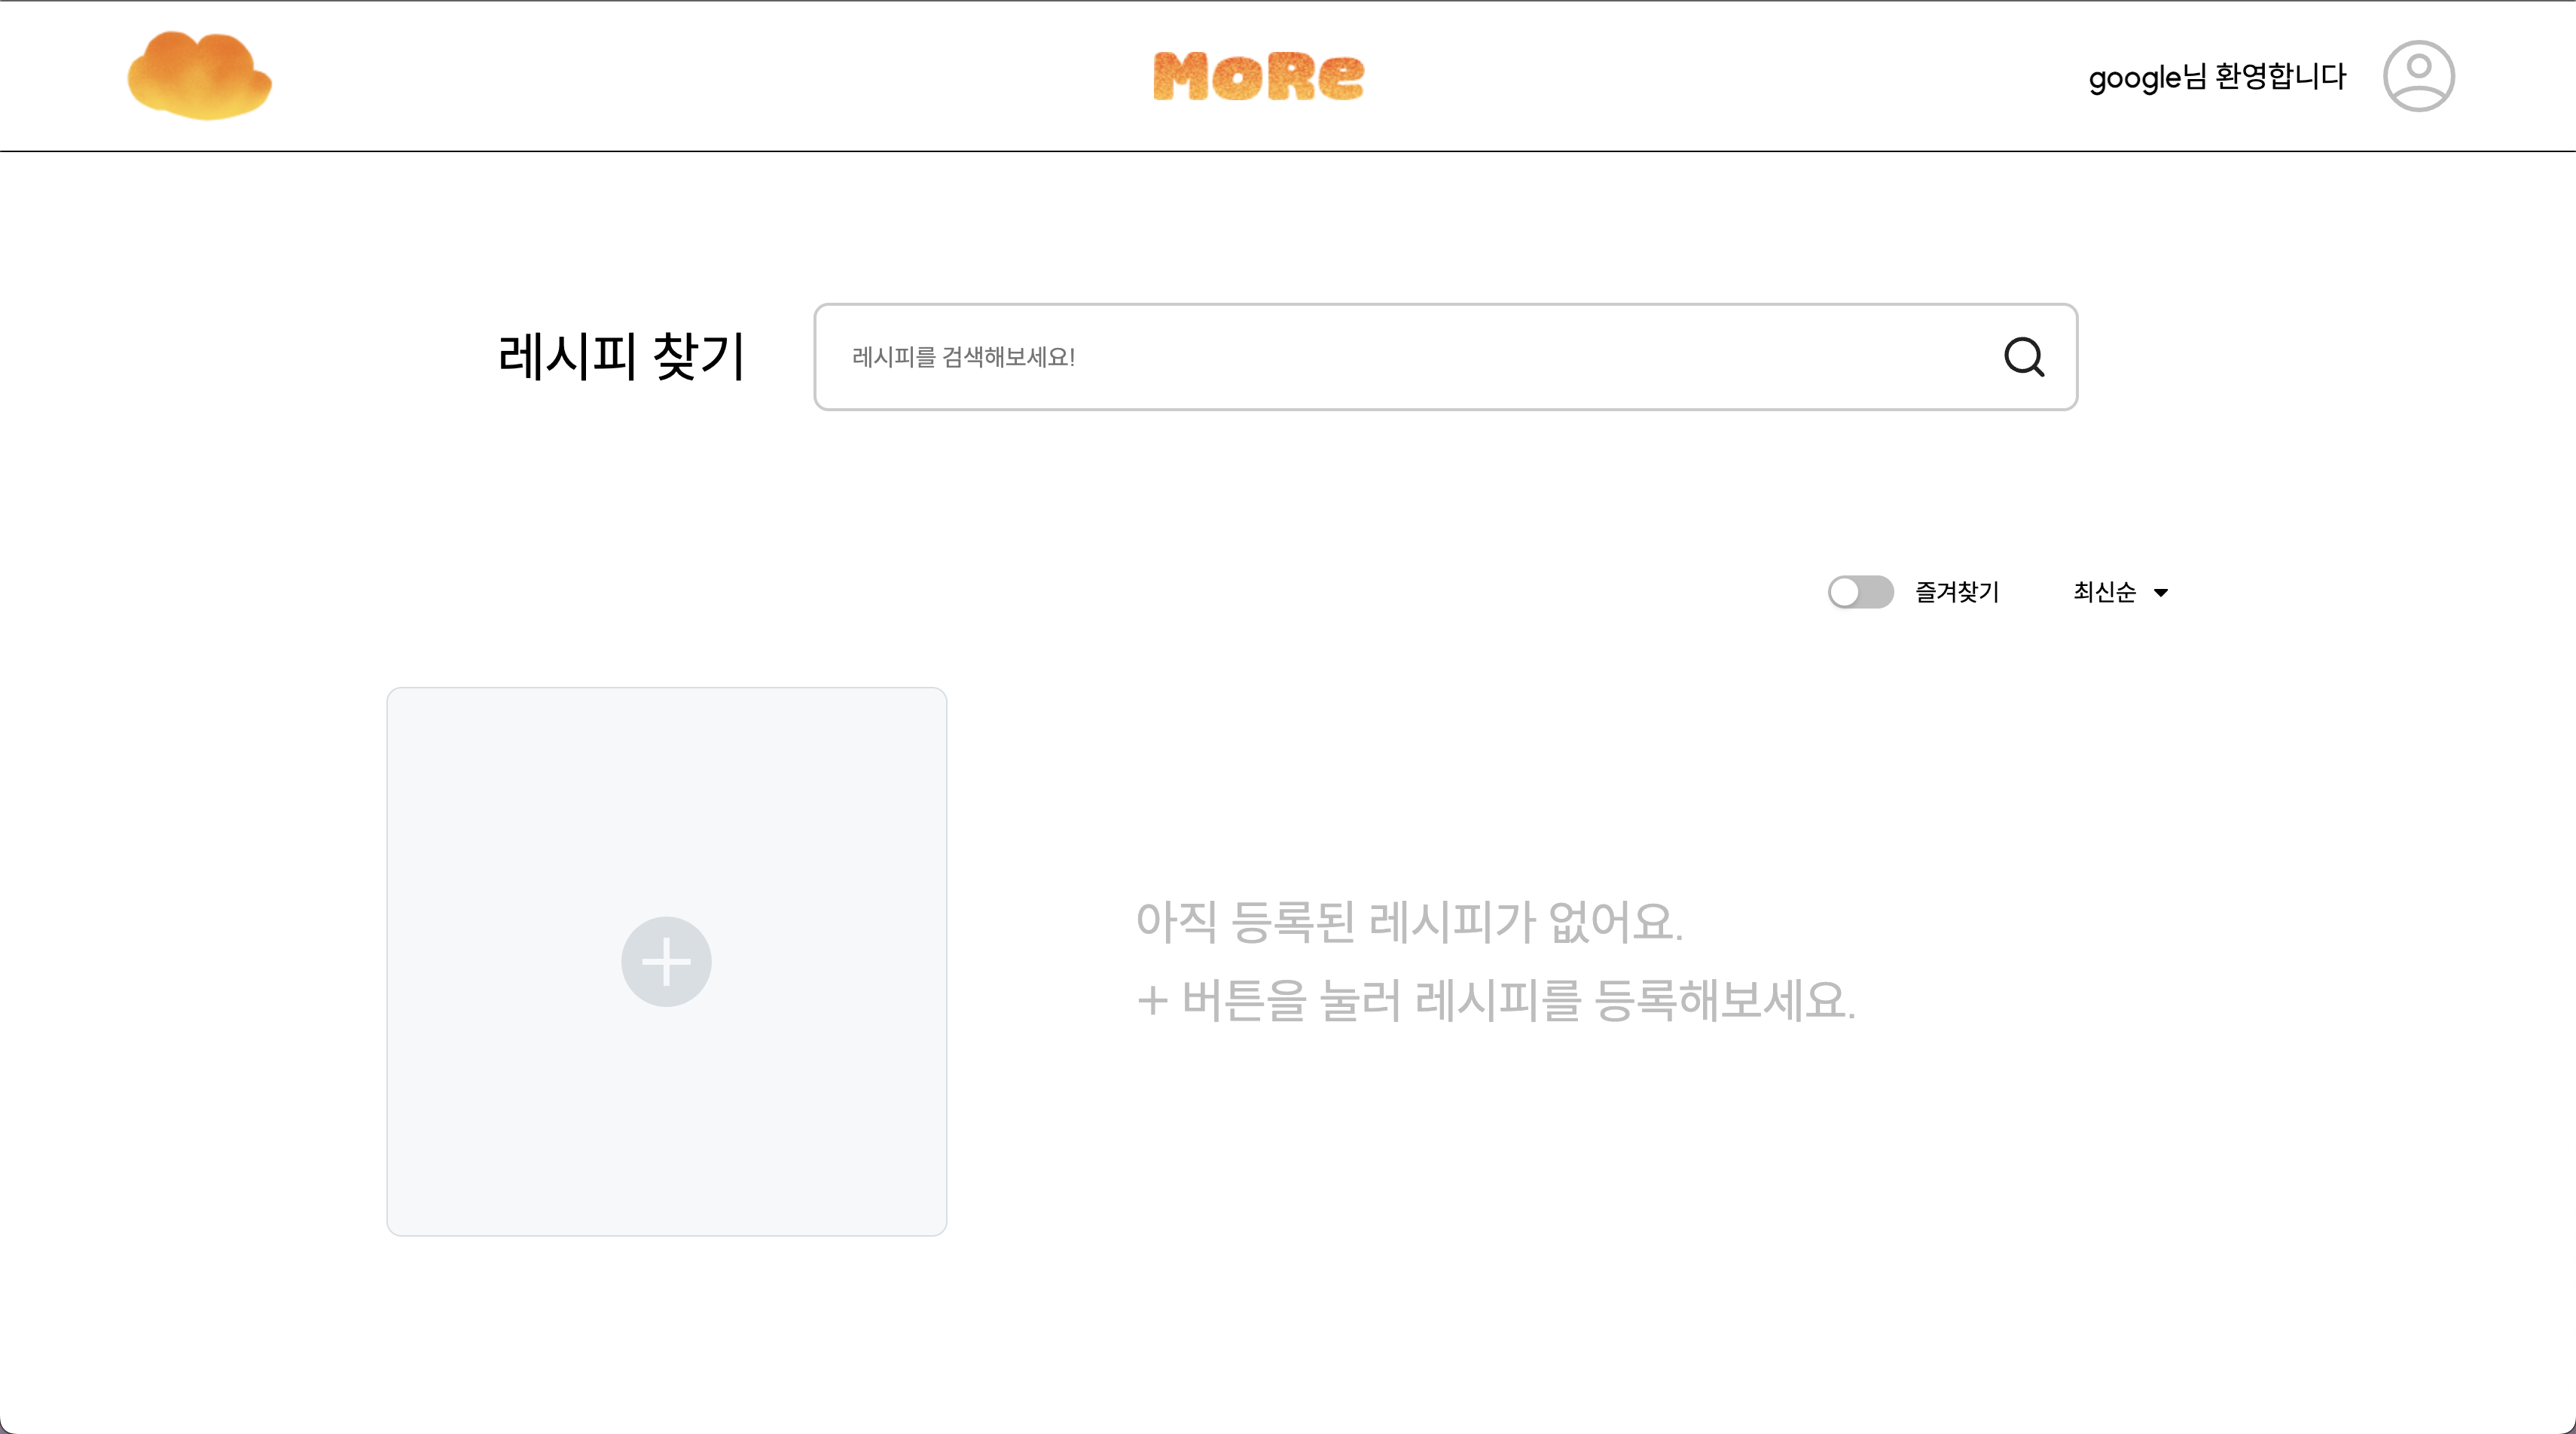 MoRe
google님 환영합니다
레시피 찾기
레시피를 검색해보세요!
즐겨찾기
최신순
아직 등록된 레시피가 없어요.
+ 버튼을 눌러 레시피를 등록해보세요.